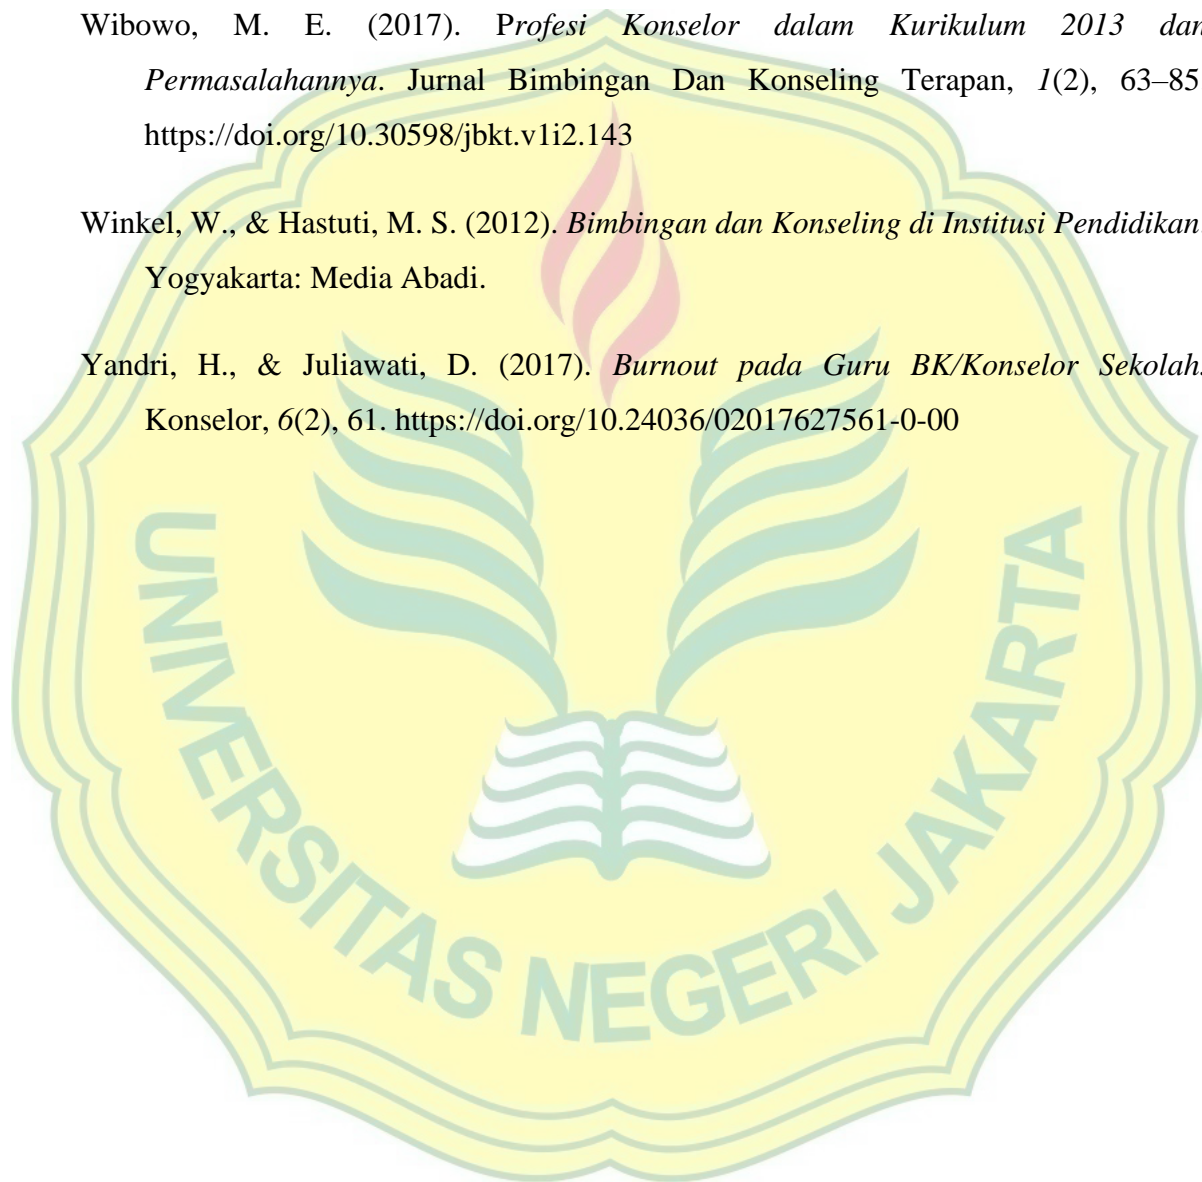 Wibowo, M. E. (2017). Profesi Konselor dalam Kurikulum 2013 dan
Permasalahannya. Jurnal Bimbingan Dan Konseling Terapan, 1(2), 63–85
https://doi.org/10.30598/jbkt.v1i2.143
Winkel, W., & Hastuti, M. S. (2012). Bimbingan dan Konseling di Institusi Pendidikan
Yogyakarta: Media Abadi.
Yandri, H., & Juliawati, D. (2017). Burnout pada Guru BK/Konselor Sekolah.
Konselor, 6(2), 61. https://doi.org/10.24036/02017627561-0-00
UNIVERSITAS NEGERI JAKARTA